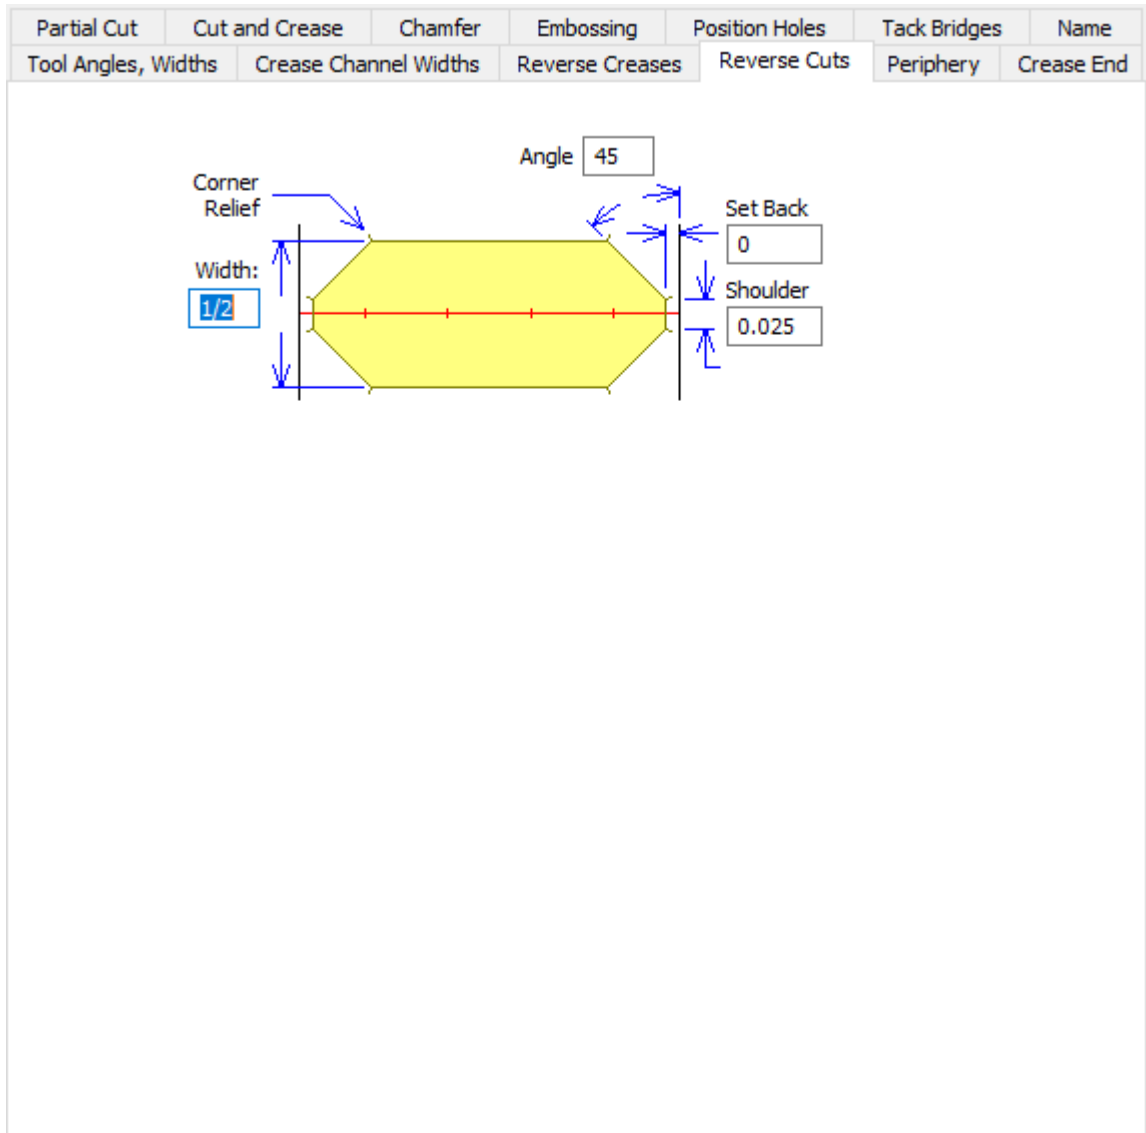 Partial Cut Cut and Crease Chamfer Embossing Position Holes Tack Bridges Name
Tool Angles, Widths Crease Channel Widths Reverse Creases Reverse Cuts Periphery Crease End
Angle 45
Corner
Relief
Set Back
0
Width:
1/2
Shoulder
0.025